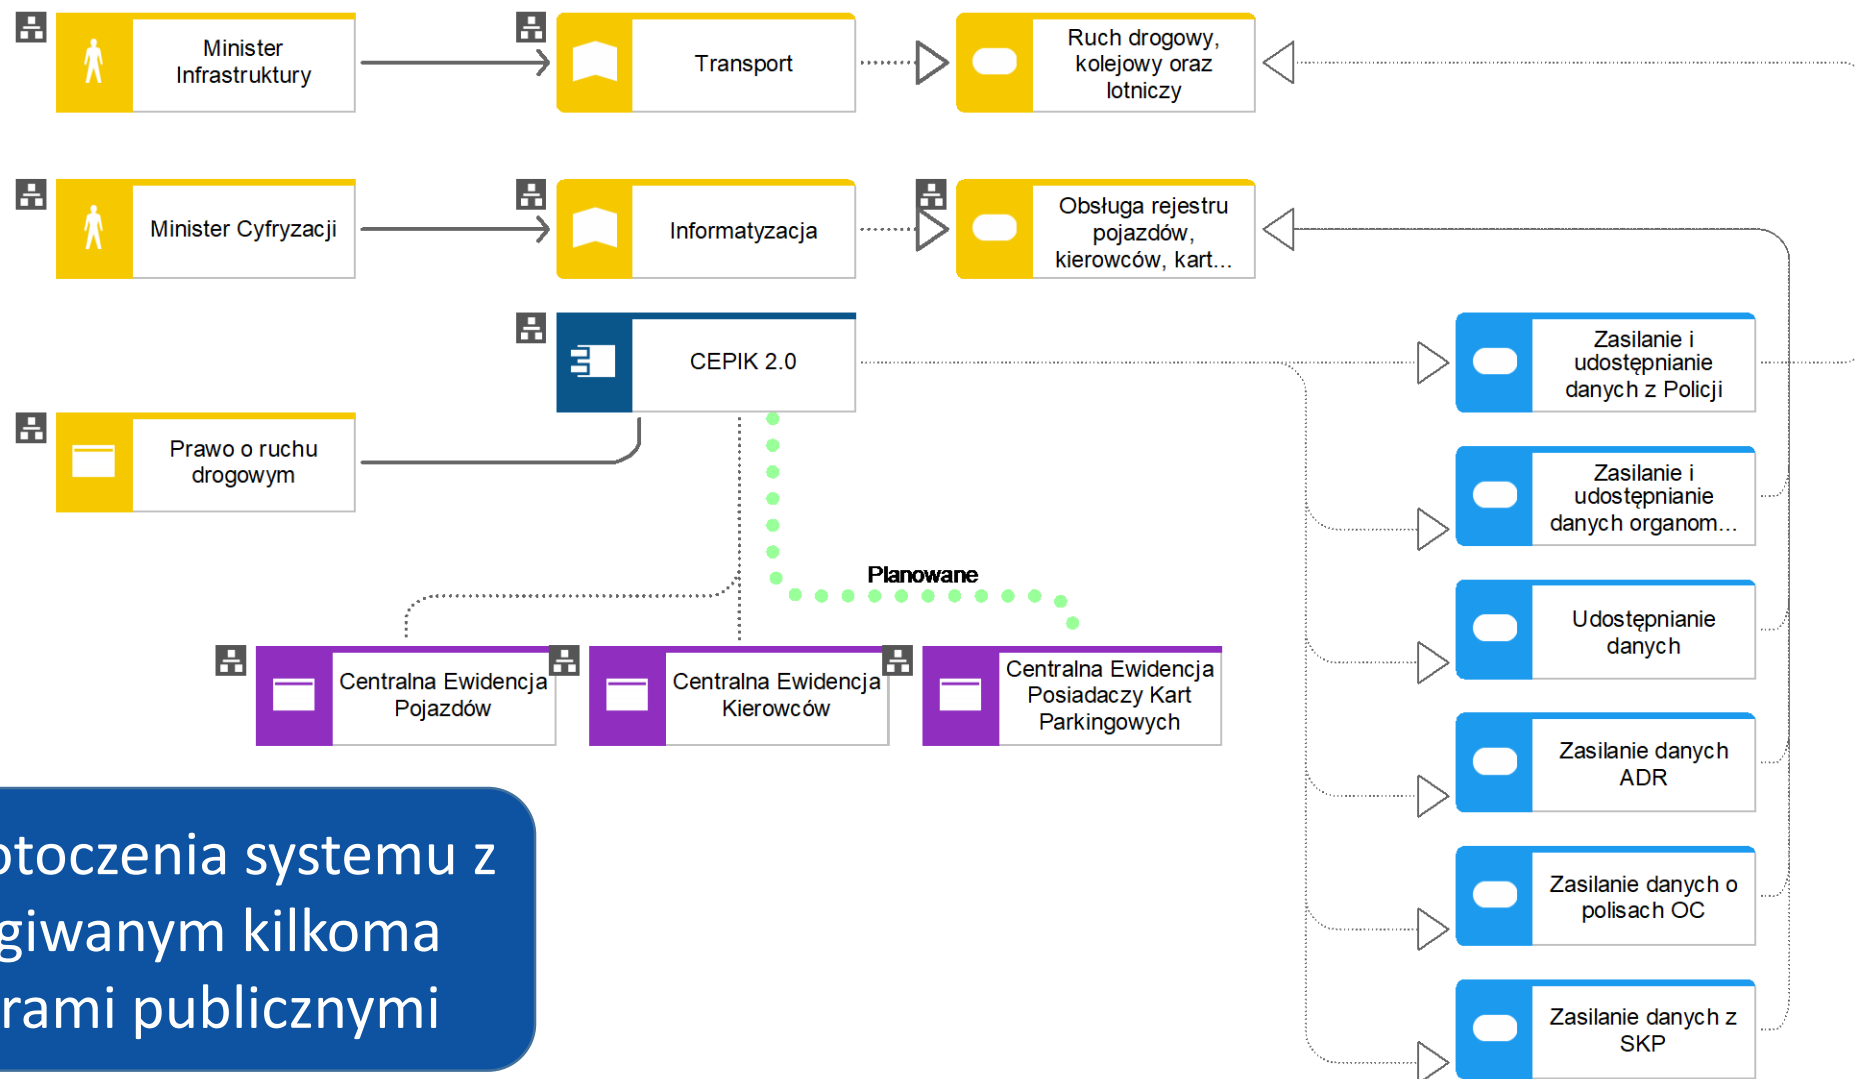 Minister
Infrastruktury
Transport
Ruch drogowy,
kolejowy oraz
lotniczy
Minister Cyfryzacji
Informatyzacja
Obsługa rejestru
pojazdów,
kierowców, kart...
CEPIK 2.0
Zasilanie i
udostępnianie
danych z Policji
Prawo o ruchu
drogowym
Zasilanie i
udostępnianie
danych organom...
Planowane
Udostępnianie
danych
Centralna Ewidencja
Pojazdów
Centralna Ewidencja
Kierowców
Centralna Ewidencja
Posiadaczy Kart
Parkingowych
Zasilanie danych
ADR
Zasilanie danych o
polisach OC
Zasilanie danych z
SKP
otoczenia systemu z
giwanym kilkoma
rami publicznymi